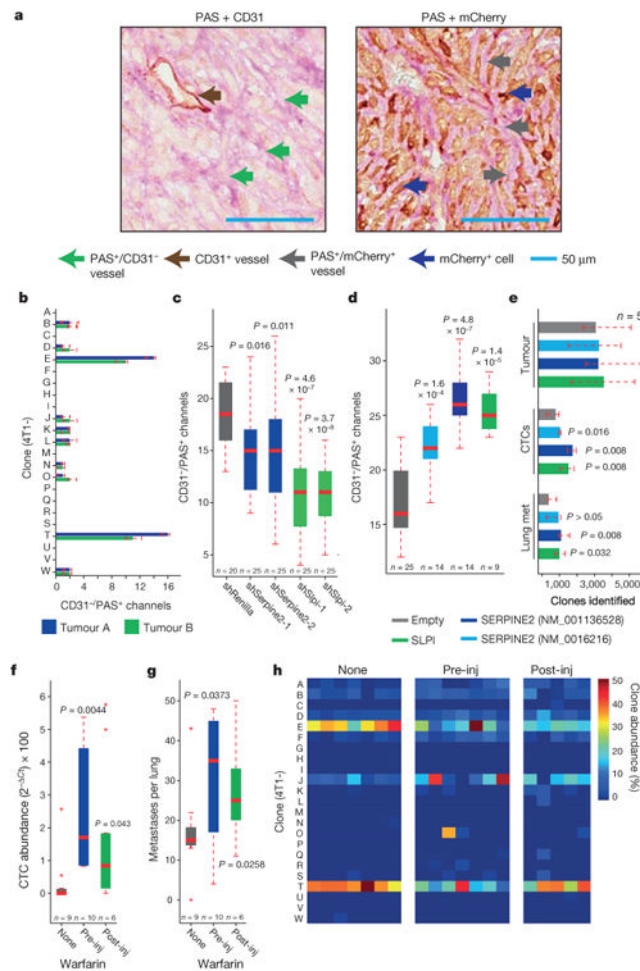 a
PAS + CD31
PAS + mCherry
PAS⁺/CD31⁻ vessel
CD31⁺ vessel
PAS⁺/mCherry⁺ vessel
mCherry⁺ cell
50 μm
b
Clone (4T1-)
A
B
C
D
E
F
G
H
I
J
K
L
M
N
O
P
Q
R
S
T
U
V
W
0 4 8 12 16
CD31⁻/PAS⁺ channels
Tumour A
Tumour B
c
CD31⁻/PAS⁺ channels
25
20
15
10
5
P = 0.016
P = 0.011
P = 4.6 × 10⁻⁷
P = 3.7 × 10⁻⁸
n = 20
n = 25
n = 25
n = 25
n = 25
shRenilla
shSerpine2-1
shSerpine2-2
shSlpi-1
shSlpi-2
d
CD31⁻/PAS⁺ channels
30
25
20
15
P = 1.6 × 10⁻⁴
P = 4.8 × 10⁻⁷
P = 1.4 × 10⁻⁵
n = 25
n = 14
n = 14
n = 9
e
n = 5
Tumour
CTCs
Lung met
P = 0.016
P = 0.008
P = 0.008
P > 0.05
P = 0.008
P = 0.032
1,000 3,000 5,000
Clones identified
Empty
SERPINE2 (NM_001136528)
SLPI
SERPINE2 (NM_0016216)
f
CTC abundance (2⁻ΔCt) × 100
6
5
4
3
2
1
0
P = 0.0044
P = 0.043
n = 9
n = 10
n = 6
None
Pre-inj
Post-inj
Warfarin
g
Metastases per lung
50
40
30
20
10
0
P = 0.0373
P = 0.0258
n = 9
n = 10
n = 6
None
Pre-inj
Post-inj
Warfarin
h
None
Pre-inj
Post-inj
Clone (4T1-)
A
B
C
D
E
F
G
H
I
J
K
L
M
N
O
P
Q
R
S
T
U
V
W
50
40
30
20
10
0
Clone abundance (%)